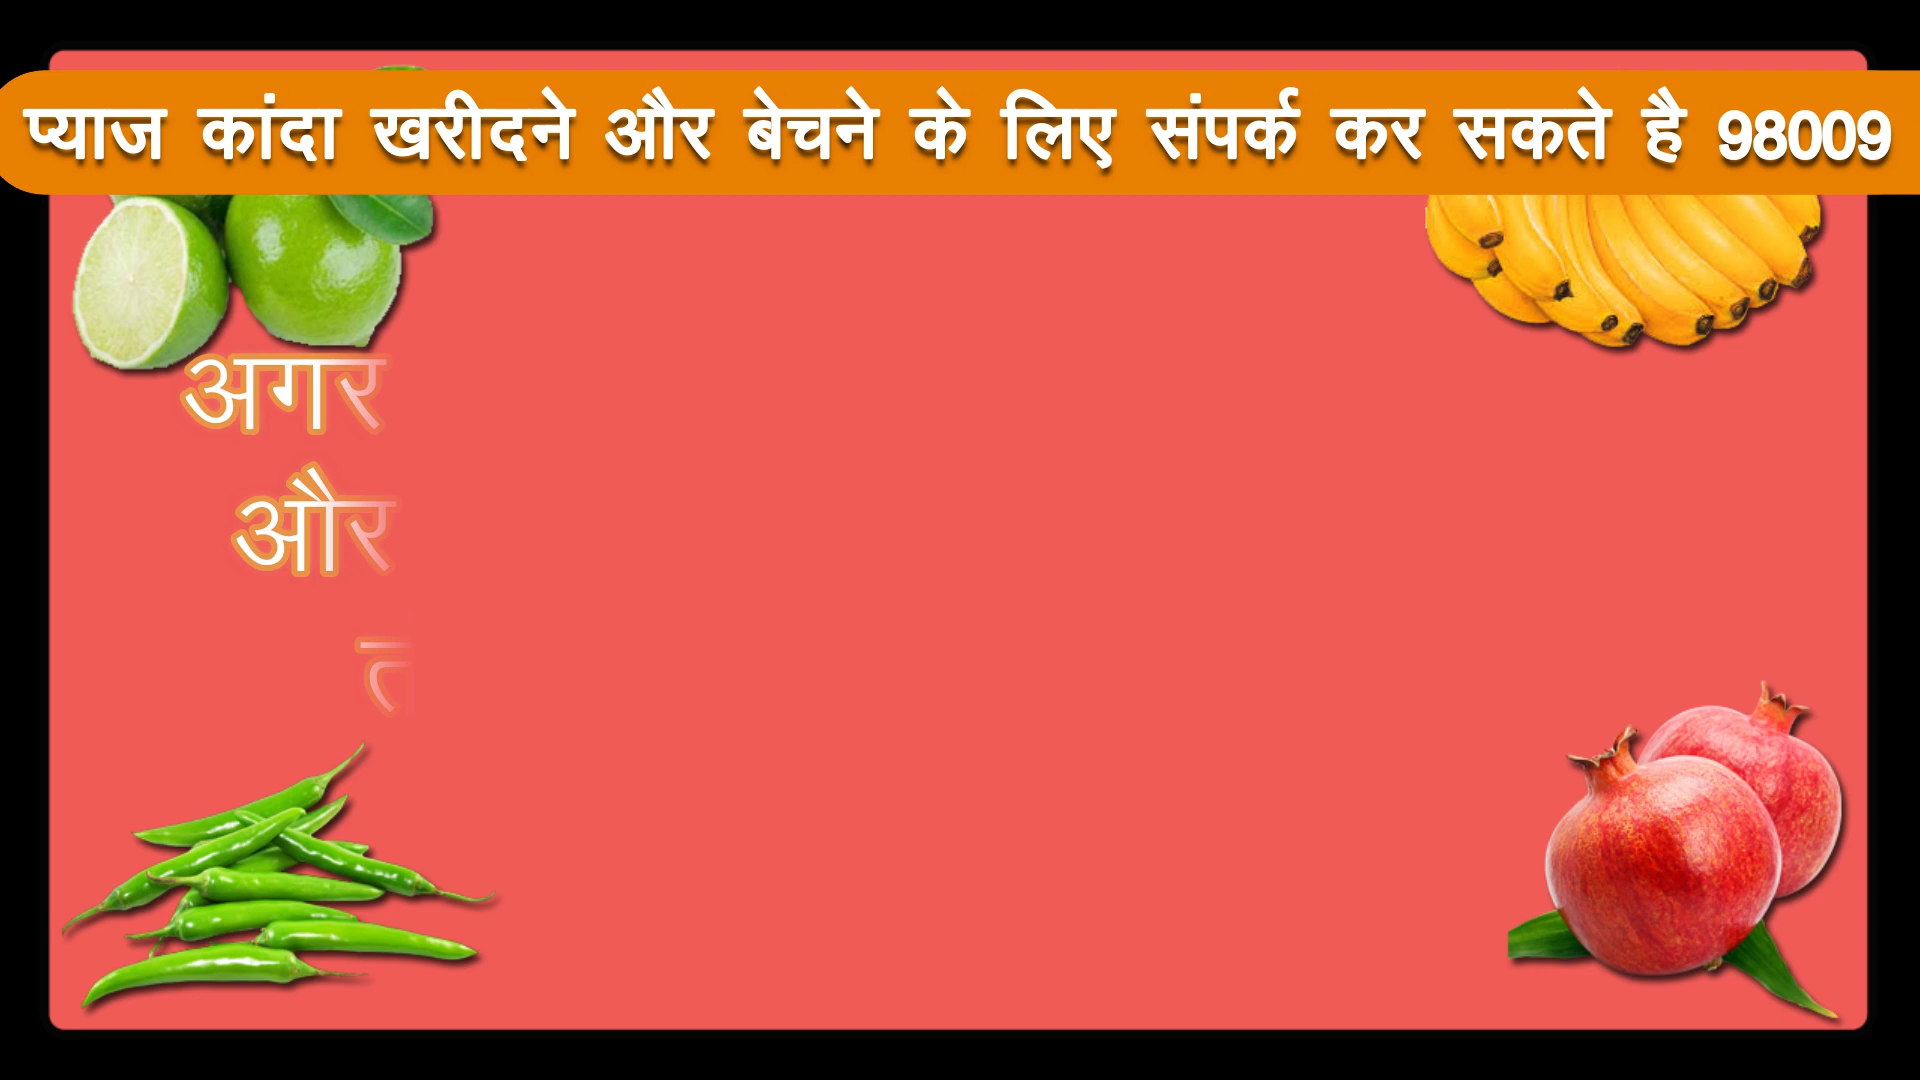 प्याज कांदा खरीदने और बेचने के लिए संपर्क कर सकते है 98009
अगर
और